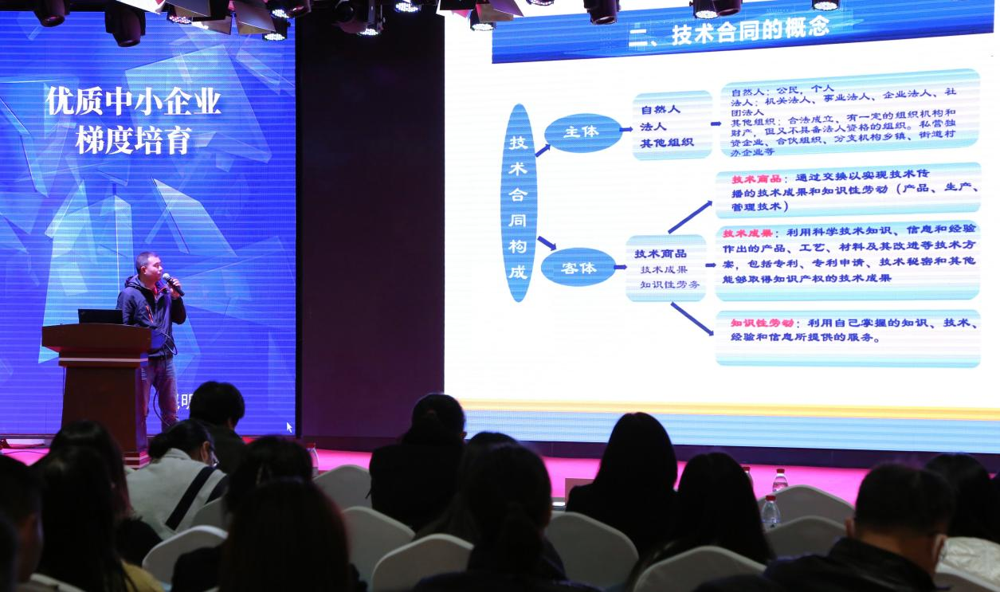 优质中小企业
梯度培育
二、技术合同的概念
技术合同构成
主体
自然人
法人
其他组织
自然人：公民，个人
法人：机关法人、事业法人、企业法人、社
团法人
其他组织：合法成立、有一定的组织机构和
财产，但又不具备法人资格的组织。私营独
资企业、合伙组织、分支机构乡镇、街道村
办企业等
客体
技术商品
技术成果
知识性劳务
技术商品：通过交换以实现技术传
播的技术成果和知识性劳动（产品、生产、
管理技术）
技术成果：利用科学技术知识、信息和经验
作出的产品、工艺、材料及其改进等技术方
案，包括专利、专利申请、技术秘密和其他
能够取得知识产权的技术成果
知识性劳动：利用自己掌握的知识、技术、
经验和信息所提供的服务。